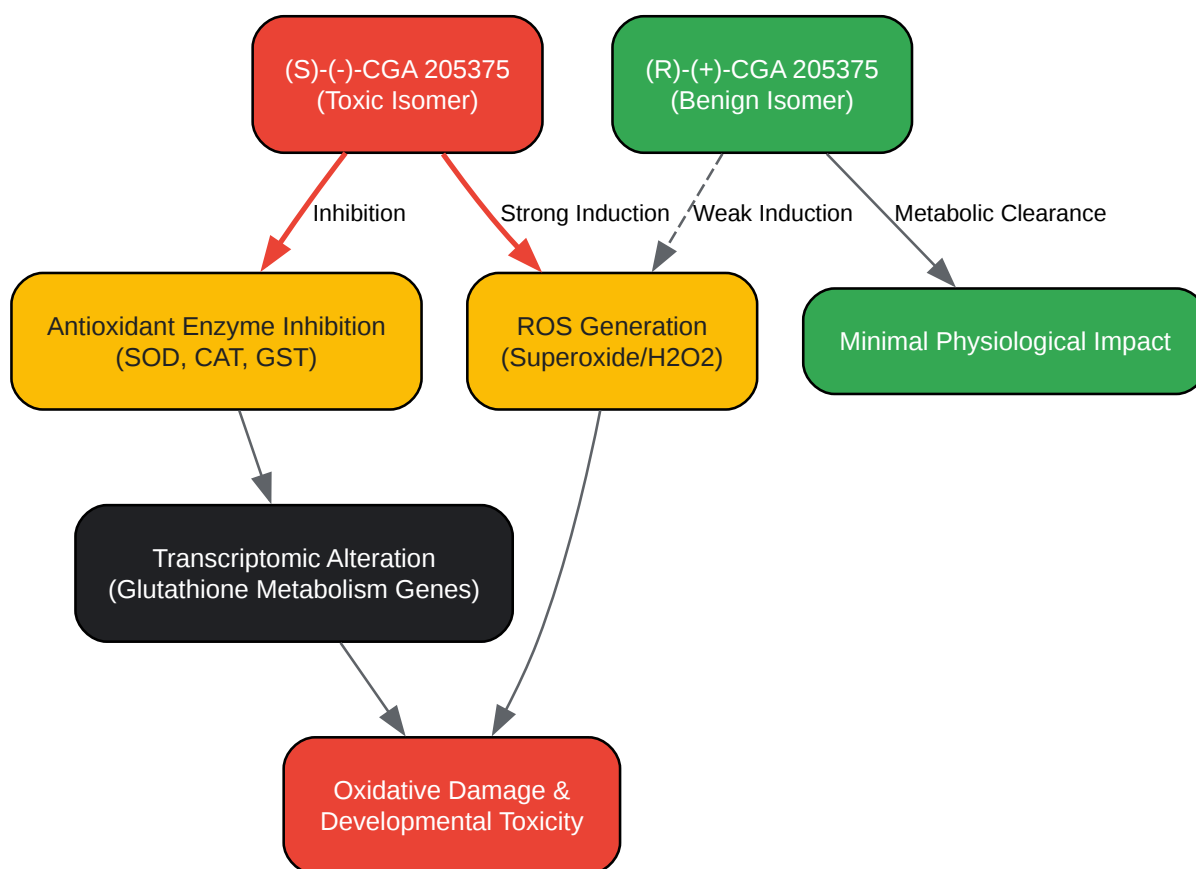 (S)-(-)-CGA 205375
(Toxic Isomer)
(R)-(+)-CGA 205375
(Benign Isomer)
Inhibition
Strong Induction
Weak Induction
Metabolic Clearance
Antioxidant Enzyme Inhibition
(SOD, CAT, GST)
ROS Generation
(Superoxide/H2O2)
Minimal Physiological Impact
Transcriptomic Alteration
(Glutathione Metabolism Genes)
Oxidative Damage &
Developmental Toxicity